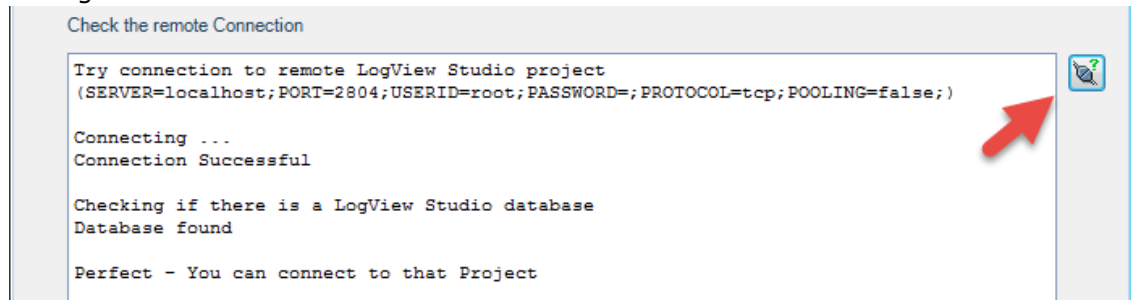 Check the remote Connection
Try connection to remote LogView Studio project
(SERVER=localhost;PORT=2804;USERID=root;PASSWORD=;PROTOCOL=tcp;POOLING=false;)
?
Connecting ...
Connection Successful
Checking if there is a LogView Studio database
Database found
Perfect - You can connect to that Project